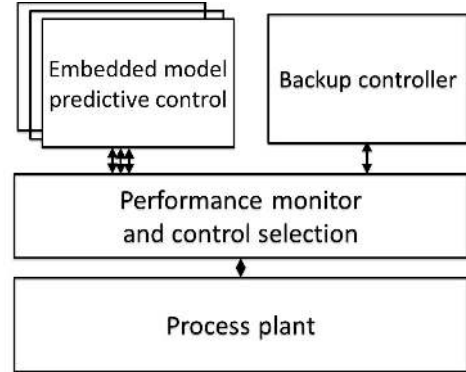 Embedded model
predictive control
Backup controller
Performance monitor
and control selection
Process plant